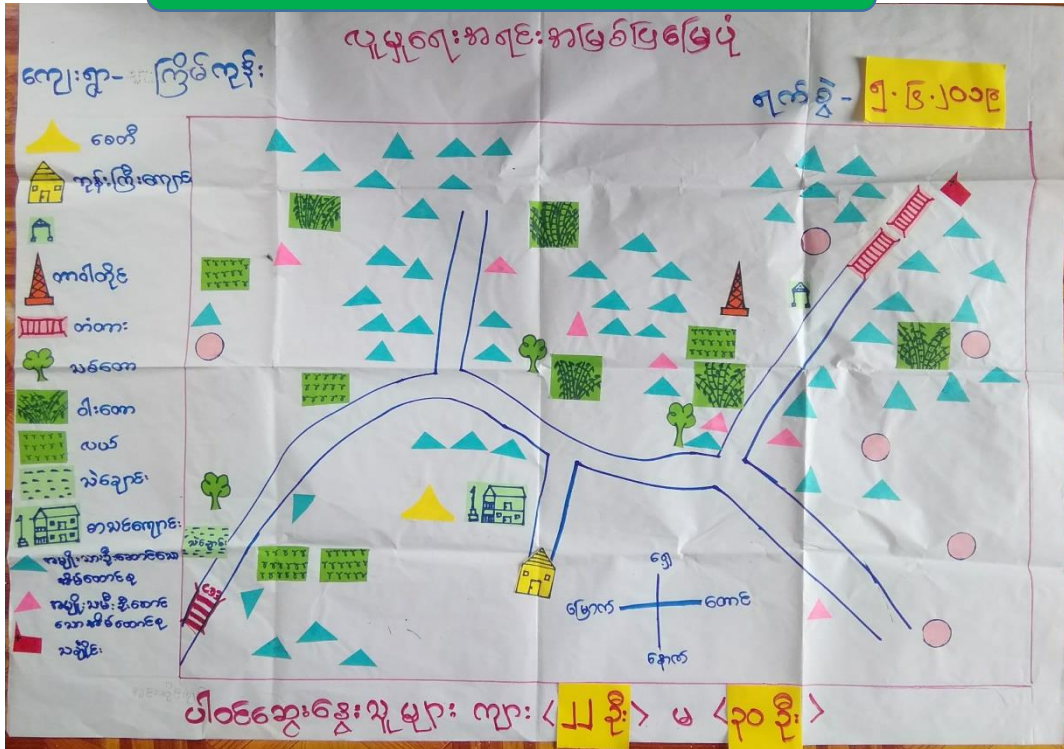 လူမှုရေးအရင်းအမြစ်ပြမြေပုံ
ကျေးရွာ- ကြိမ်ကုန်း
ရက်စွဲ- ၅.၆.၂၀၁၉
စေတီ
ဘုန်းကြီးကျောင်း
တာဝါတိုင်
တံတား
သစ်တော
ဝါးတော
လယ်
သဲချောင်း
စာသင်ကျောင်း
အမျိုးသားဦးဆောင်သော
အိမ်ထောင်စု
အမျိုးသမီးဦးဆောင်
သောအိမ်ထောင်စု
သင်္ချိုင်း
သဲချောင်း
အရှေ့
မြောက်
တောင်
နောက်
ပါဝင်ဆွေးနွေးသူများ ကျား <၂၂ ဦး> မ <၃၀ ဦး>